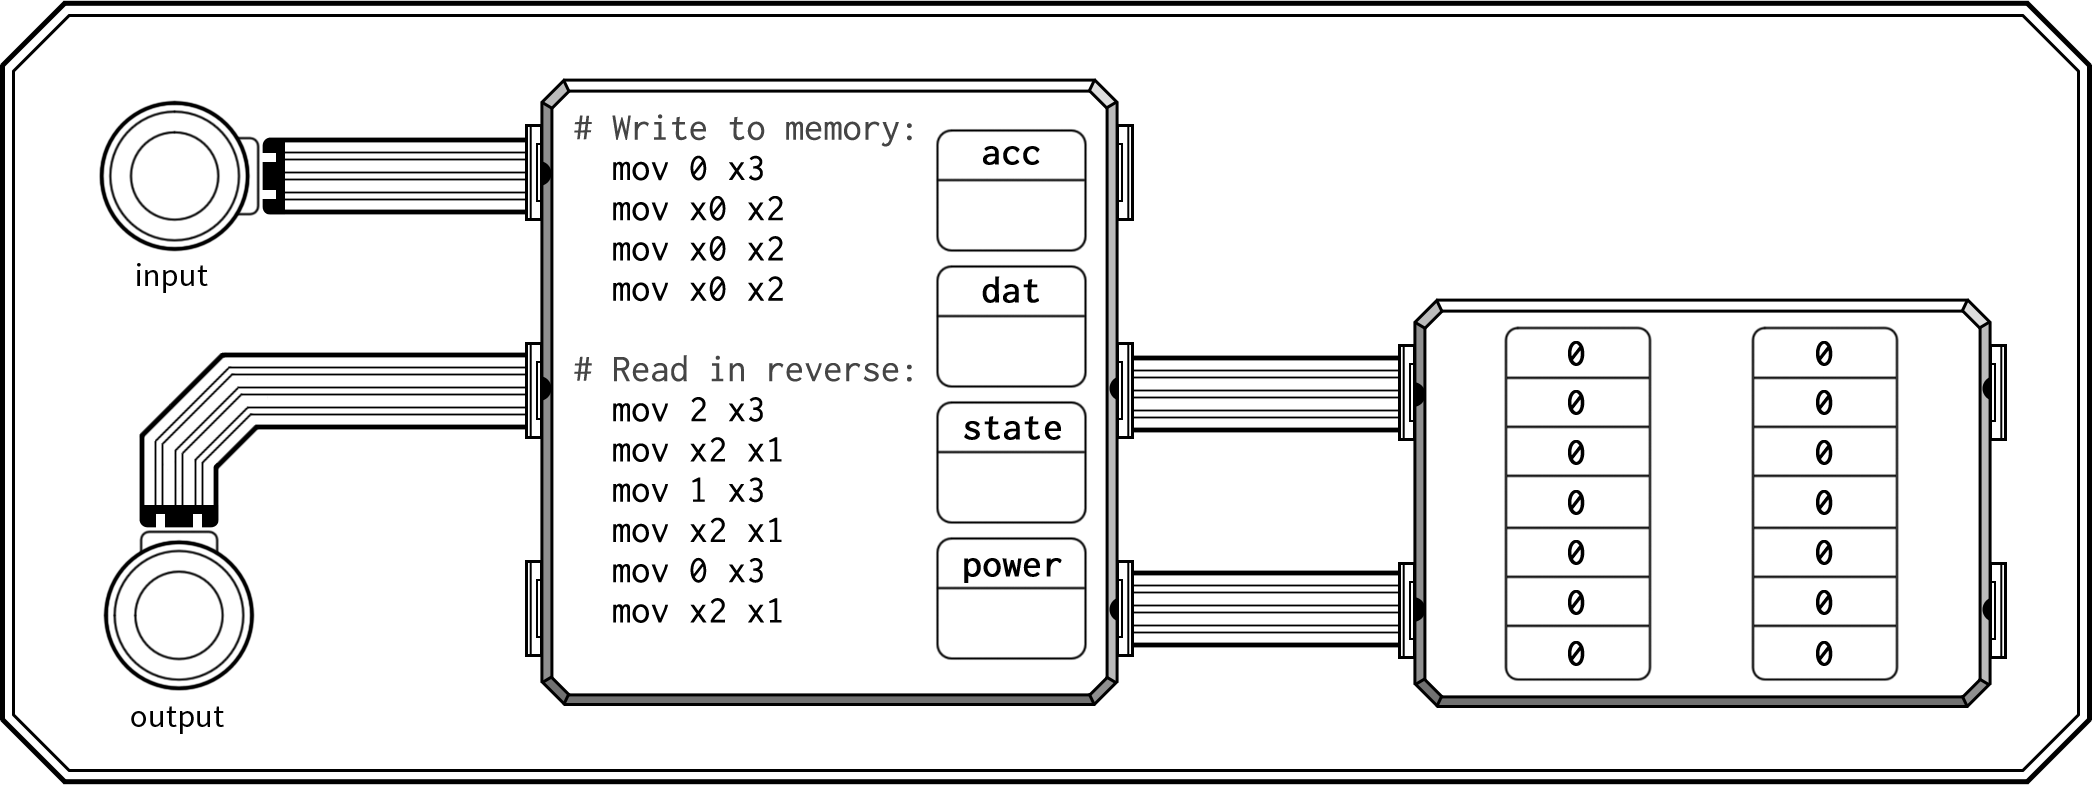 input
output
# Write to memory:
mov 0 x3
mov x0 x2
mov x0 x2
mov x0 x2
# Read in reverse:
mov 2 x3
mov x2 x1
mov 1 x3
mov x2 x1
mov 0 x3
mov x2 x1
acc
dat
state
power
0 0
0 0
0 0
0 0
0 0
0 0
0 0